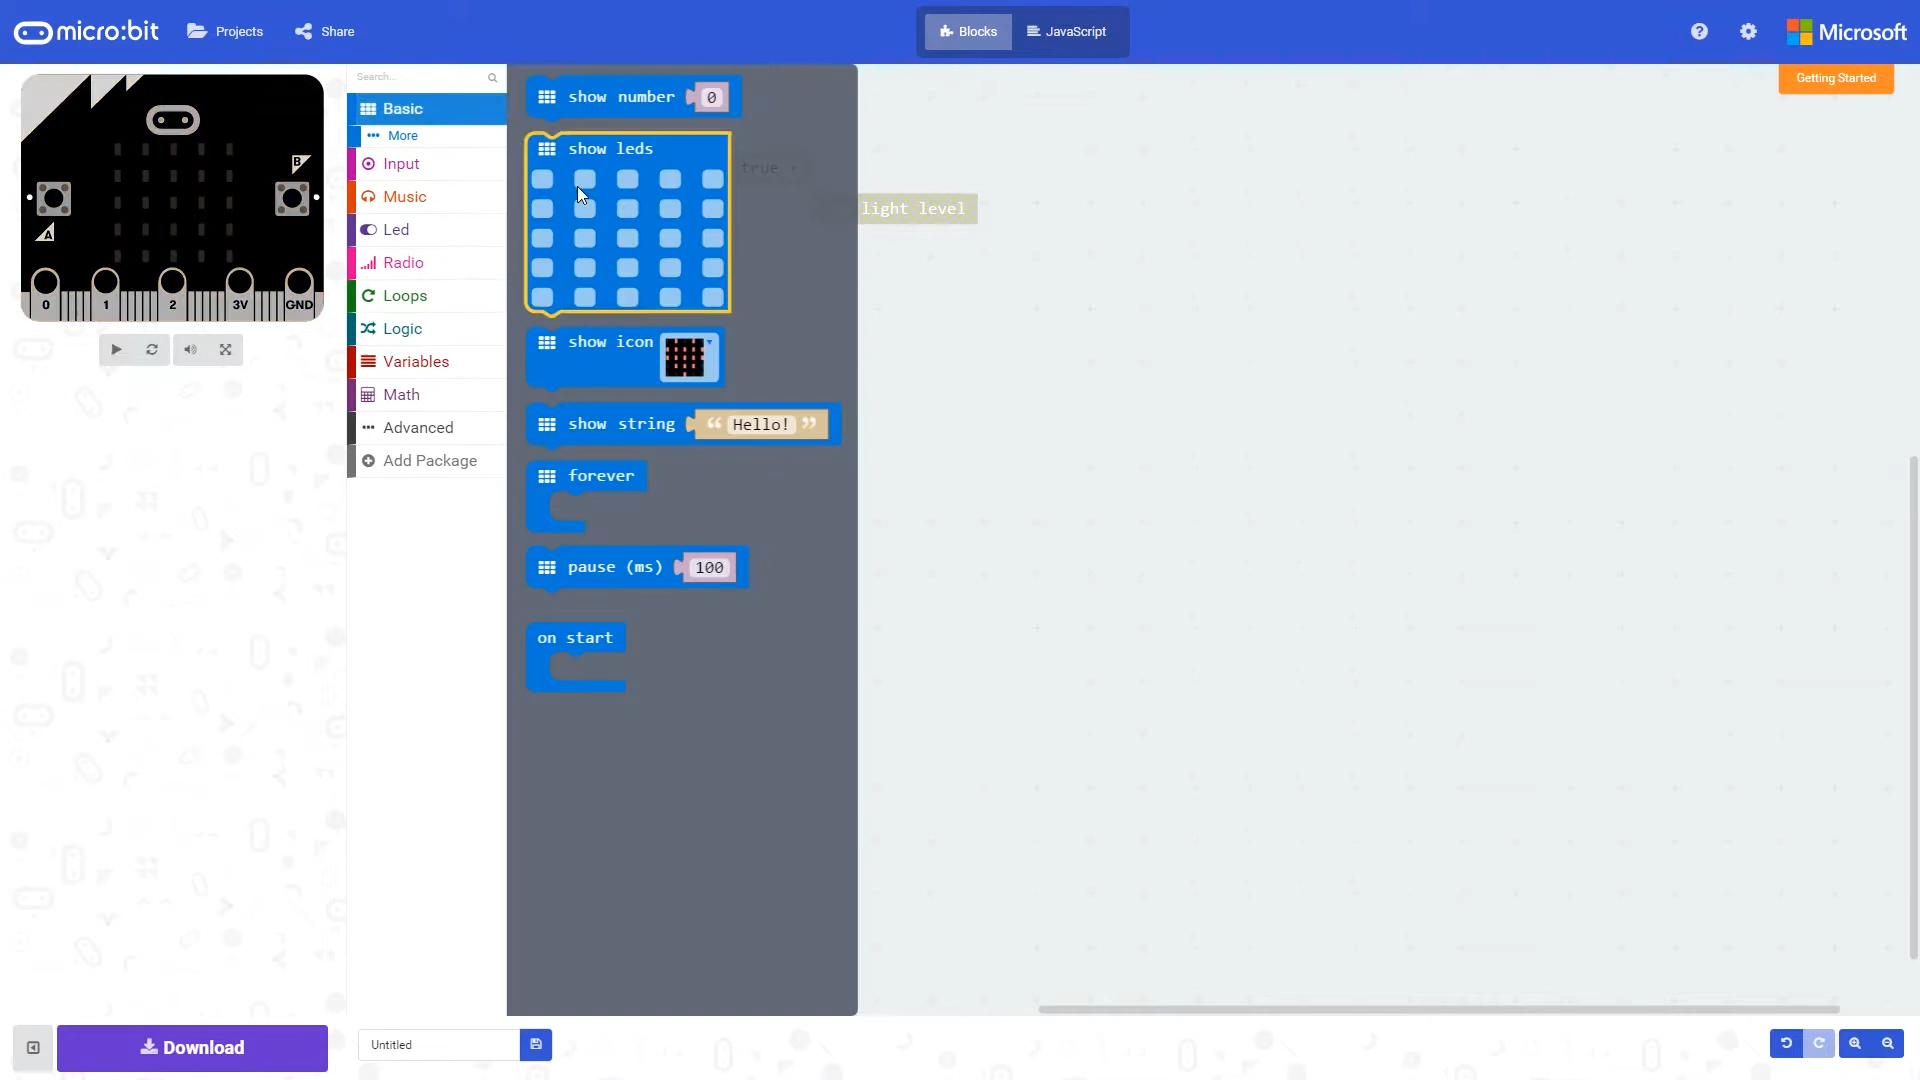 micro:bit
Projects
Share
Blocks
JavaScript
Microsoft
Getting Started
B
A
0 1 2 3V GND
Search...
Basic
More
Input
Music
Led
Radio
Loops
Logic
Variables
Math
Advanced
Add Package
show number 0
show leds
true
light level
show icon
show string “ Hello! ”
forever
pause (ms) 100
on start
Download
Untitled